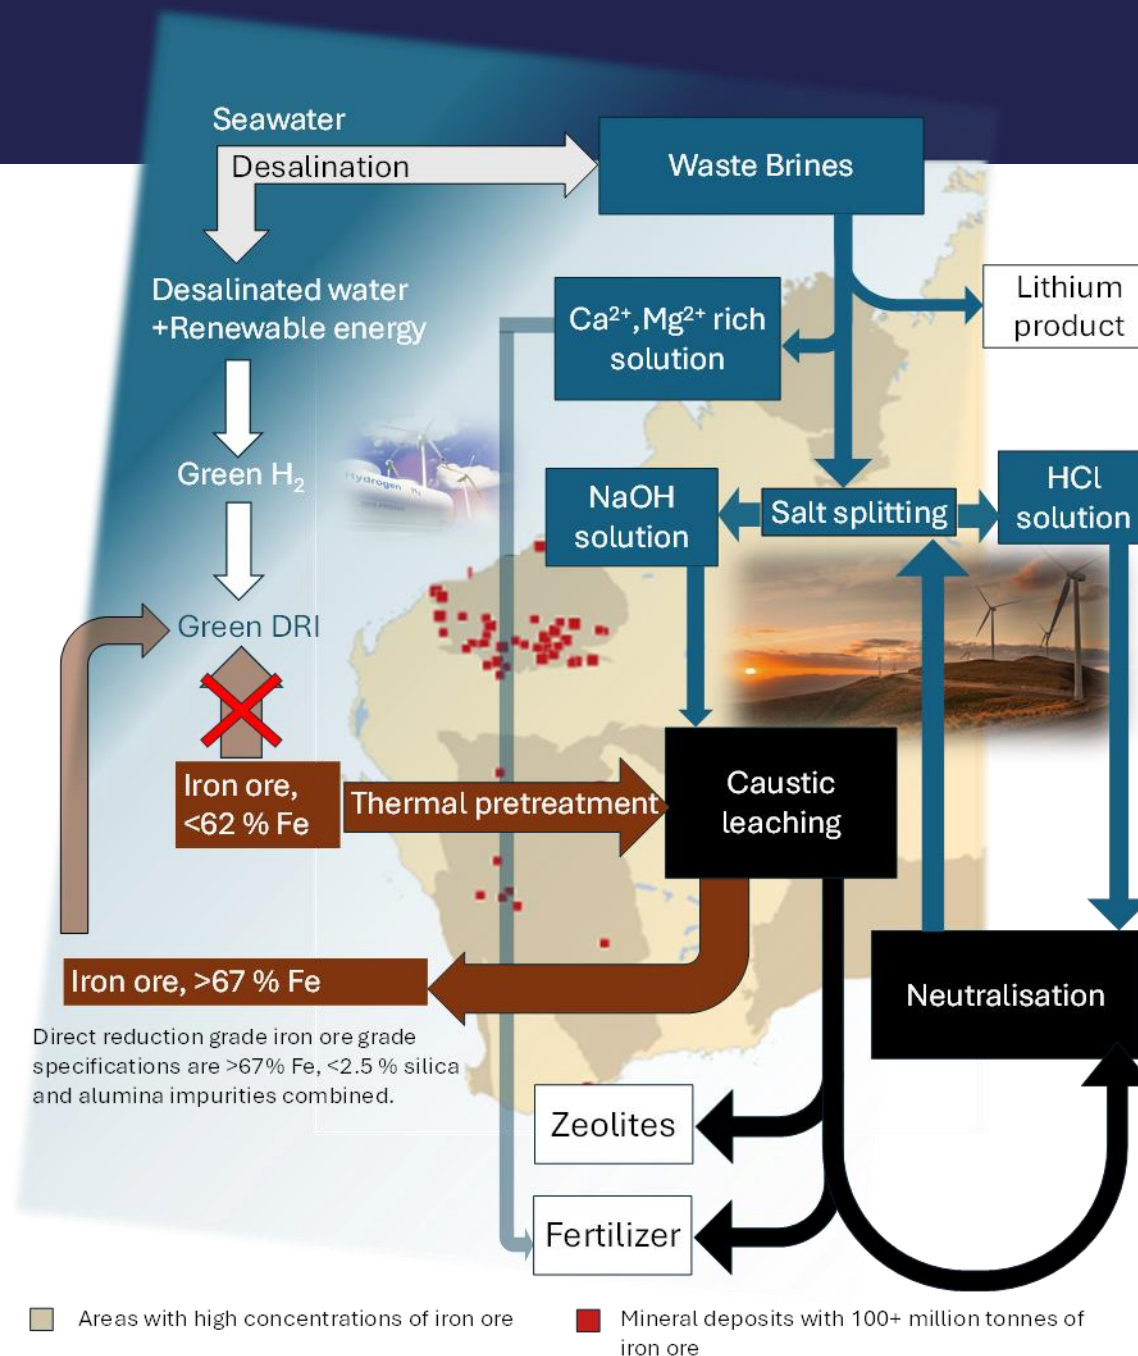 Seawater
Desalination
Waste Brines
Desalinated water
+Renewable energy
Lithium
product
Ca²⁺,Mg²⁺ rich
solution
Green H₂
Hydrogen
NaOH
solution
Salt splitting
HCl
solution
Green DRI
Iron ore,
<62 % Fe
Thermal pretreatment
Caustic
leaching
Iron ore, >67 % Fe
Neutralisation
Direct reduction grade iron ore grade
specifications are >67% Fe, <2.5 % silica
and alumina impurities combined.
Zeolites
Fertilizer
Areas with high concentrations of iron ore
Mineral deposits with 100+ million tonnes of
iron ore